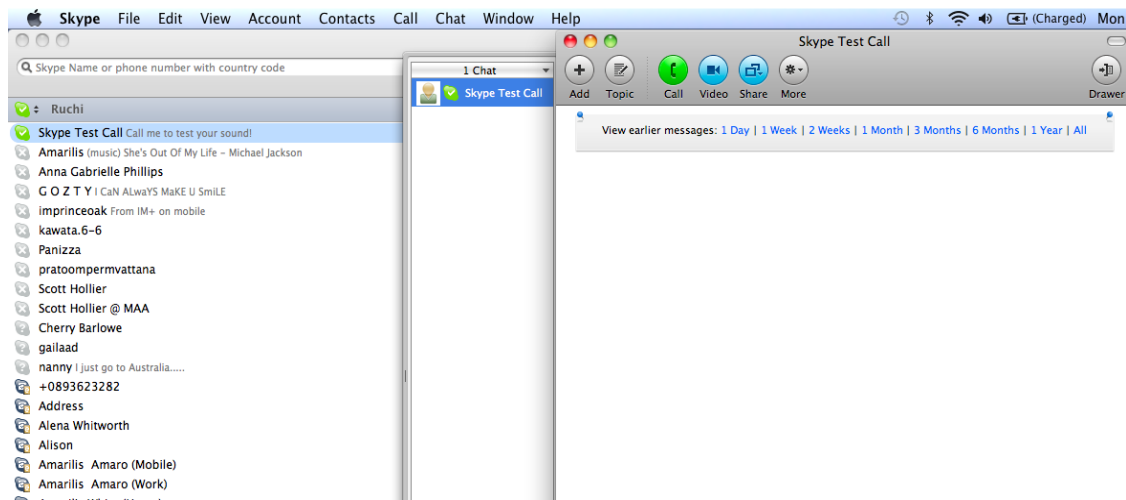 Skype File Edit View Account Contacts Call Chat Window Help (Charged) Mon
Skype Name or phone number with country code
Ruchi
Skype Test Call Call me to test your sound!
Amarilis (music) She's Out Of My Life – Michael Jackson
Anna Gabrielle Phillips
G O Z T Y I CaN ALwaYS MaKE U SmiLE
imprinceoak From IM+ on mobile
kawata.6-6
Panizza
pratoompermvattana
Scott Hollier
Scott Hollier @ MAA
Cherry Barlowe
gailaad
nanny I just go to Australia.....
+0893623282
Address
Alena Whitworth
Alison
Amarilis Amaro (Mobile)
Amarilis Amaro (Work)
1 Chat
Skype Test Call
Skype Test Call
Add Topic Call Video Share More Drawer
View earlier messages: 1 Day | 1 Week | 2 Weeks | 1 Month | 3 Months | 6 Months | 1 Year | All